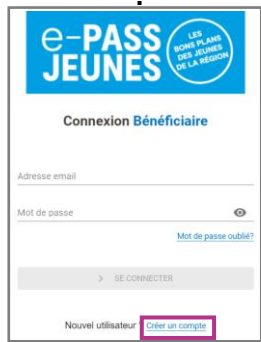 e-PASS
JEUNES
LES
BONS PLANS
DES JEUNES
DE LA RÉGION
Connexion Bénéficiaire
Adresse email
Mot de passe
Mot de passe oublié?
> SE CONNECTER
Nouvel utilisateur ? Créer un compte